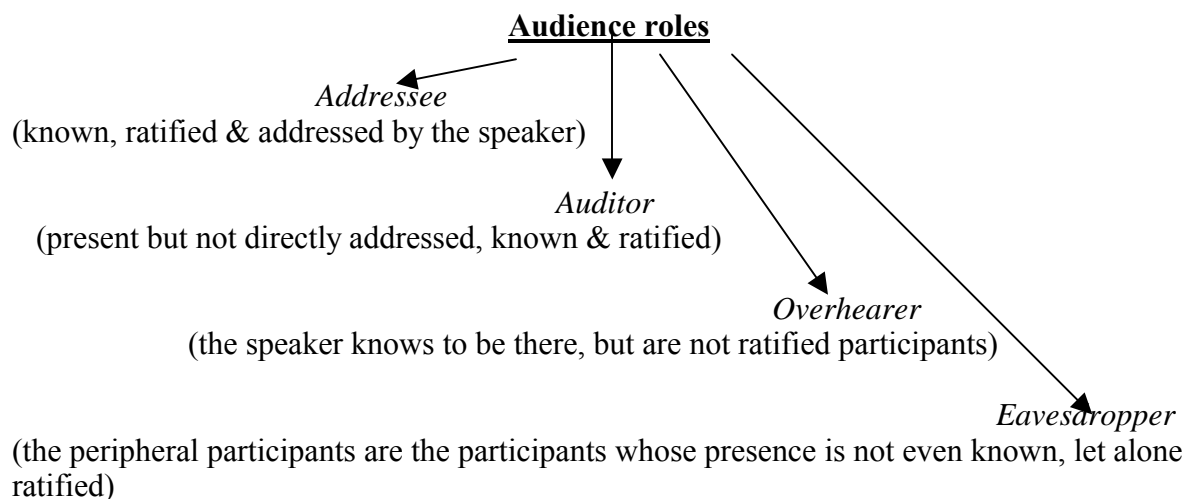 Audience roles
Addressee
(known, ratified & addressed by the speaker)
Auditor
(present but not directly addressed, known & ratified)
Overhearer
(the speaker knows to be there, but are not ratified participants)
Eavesdropper
(the peripheral participants are the participants whose presence is not even known, let alone
ratified)